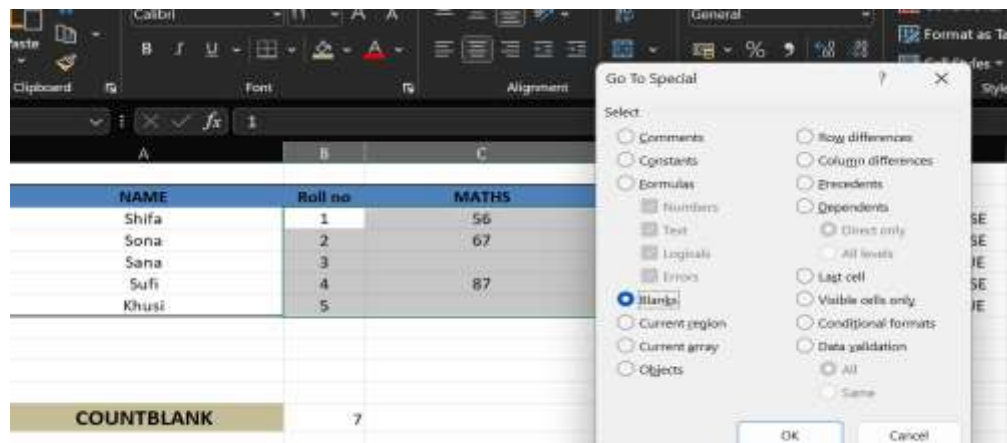 Calibri 11 A A General
aste B I U A % 9 Format as Ta
Clipboard Font Alignment Style
fx 1
A B C
NAME Roll no MATHS
Shifa 1 56 SE
Sona 2 67 SE
Sana 3 UE
Sufi 4 87 SE
Khusi 5 UE
COUNTBLANK 7
Go To Special ? ×
Select
Comments Row differences
Constants Column differences
Formulas Precedents
Numbers Dependents
Text Direct only
Logicals All levels
Errors Last cell
Blanks Visible cells only
Current region Conditional formats
Current array Data validation
Objects All
Same
OK Cancel